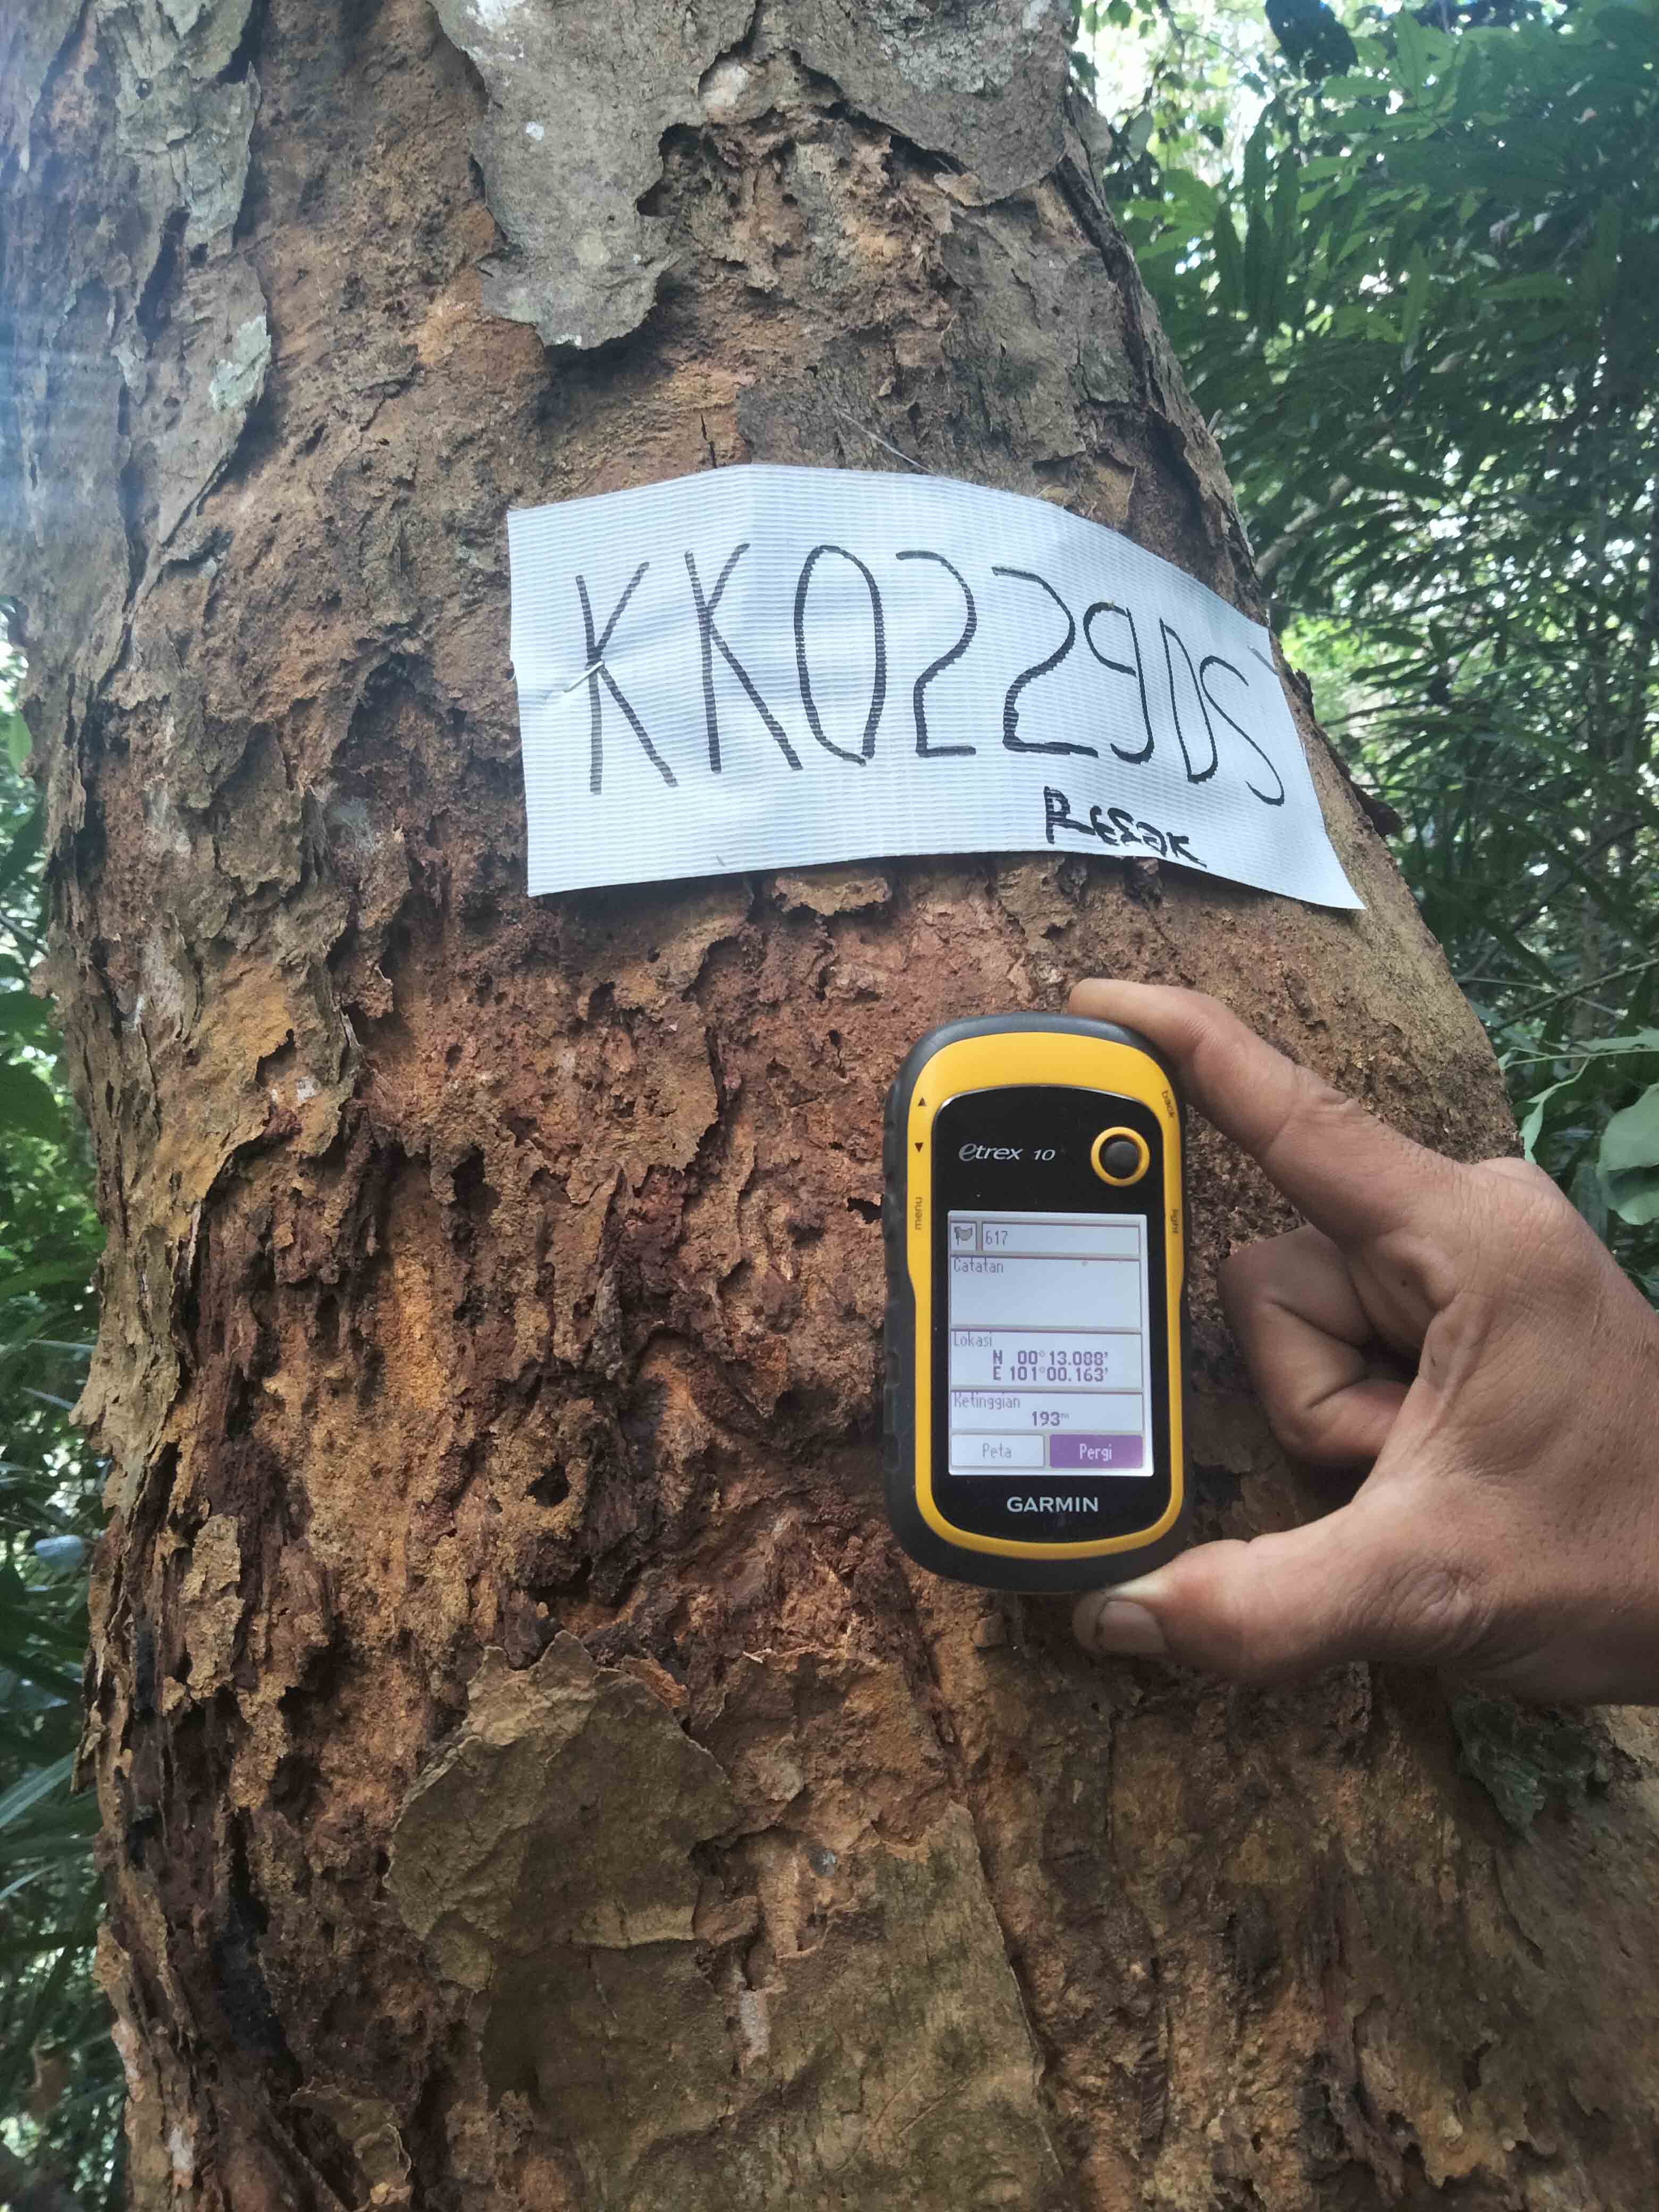 KK0229DS
Resak
etrex 10
back
menu
light
617
Catatan
Lokasi
N 00°13.088'
E 101°00.163'
Ketinggian
193m
Peta Pergi
GARMIN